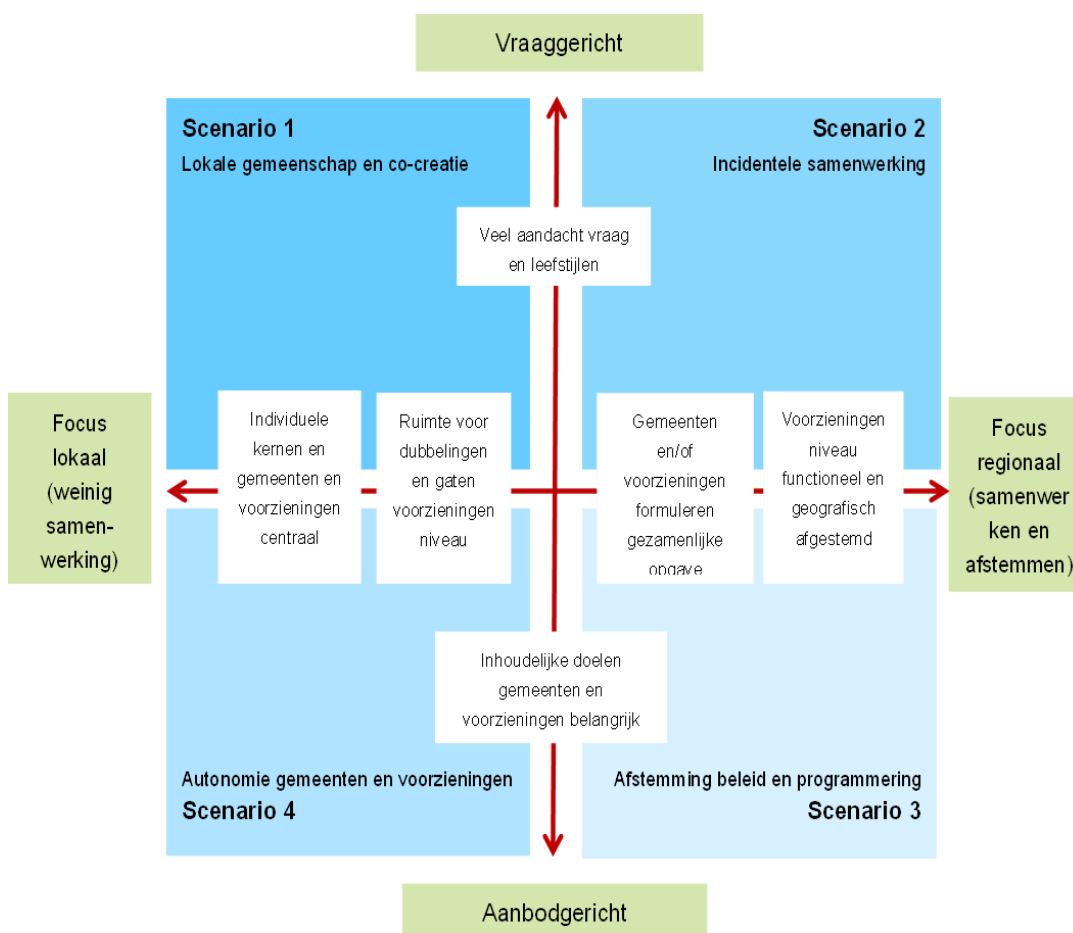 Vraaggericht
Scenario 1
Lokale gemeenschap en co-creatie
Scenario 2
Incidentele samenwerking
Veel aandacht vraag
en leefstijlen
Focus
lokaal
(weinig
samen-
werking)
Individuele
kernen en
gemeenten en
voorzieningen
centraal
Ruimte voor
dubbelingen
en gaten
voorzieningen
niveau
Gemeenten
en/of
voorzieningen
formuleren
gezamenlijke
opgave
Voorzieningen
niveau
functioneel en
geografisch
afgestemd
Focus
regionaal
(samenwer
ken en
afstemmen)
Inhoudelijke doelen
gemeenten en
voorzieningen belangrijk
Autonomie gemeenten en voorzieningen
Scenario 4
Afstemming beleid en programmering
Scenario 3
Aanbodgericht